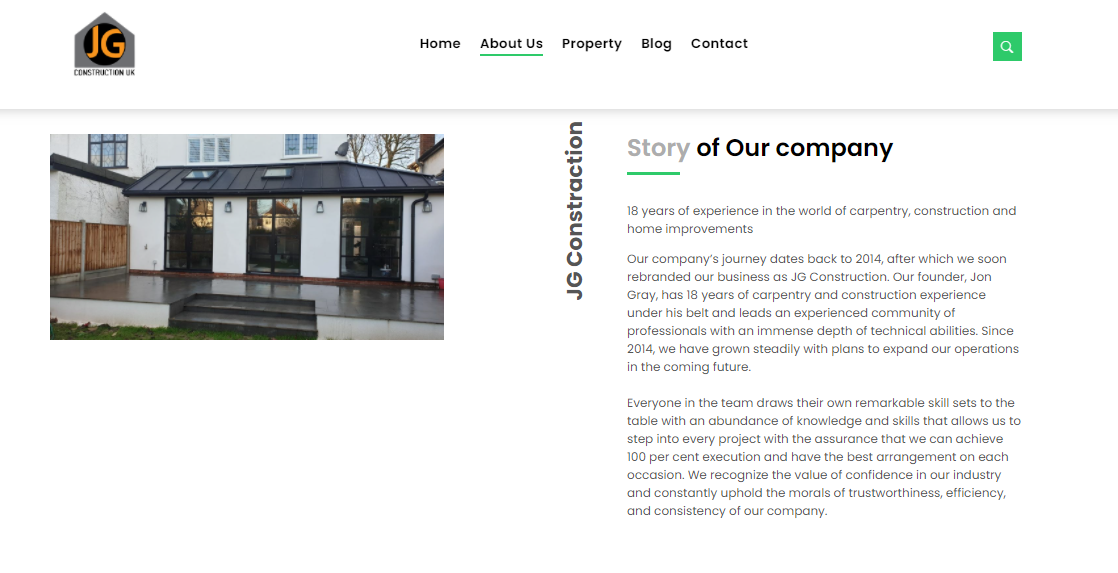 JG
CONSTRUCTION UK
Home About Us Property Blog Contact
JG Constraction
Story of Our company
18 years of experience in the world of carpentry, construction and
home improvements
Our company's journey dates back to 2014, after which we soon
rebranded our business as JG Construction. Our founder, Jon
Gray, has 18 years of carpentry and construction experience
under his belt and leads an experienced community of
professionals with an immense depth of technical abilities. Since
2014, we have grown steadily with plans to expand our operations
in the coming future.
Everyone in the team draws their own remarkable skill sets to the
table with an abundance of knowledge and skills that allows us to
step into every project with the assurance that we can achieve
100 per cent execution and have the best arrangement on each
occasion. We recognize the value of confidence in our industry
and constantly uphold the morals of trustworthiness, efficiency,
and consistency of our company.